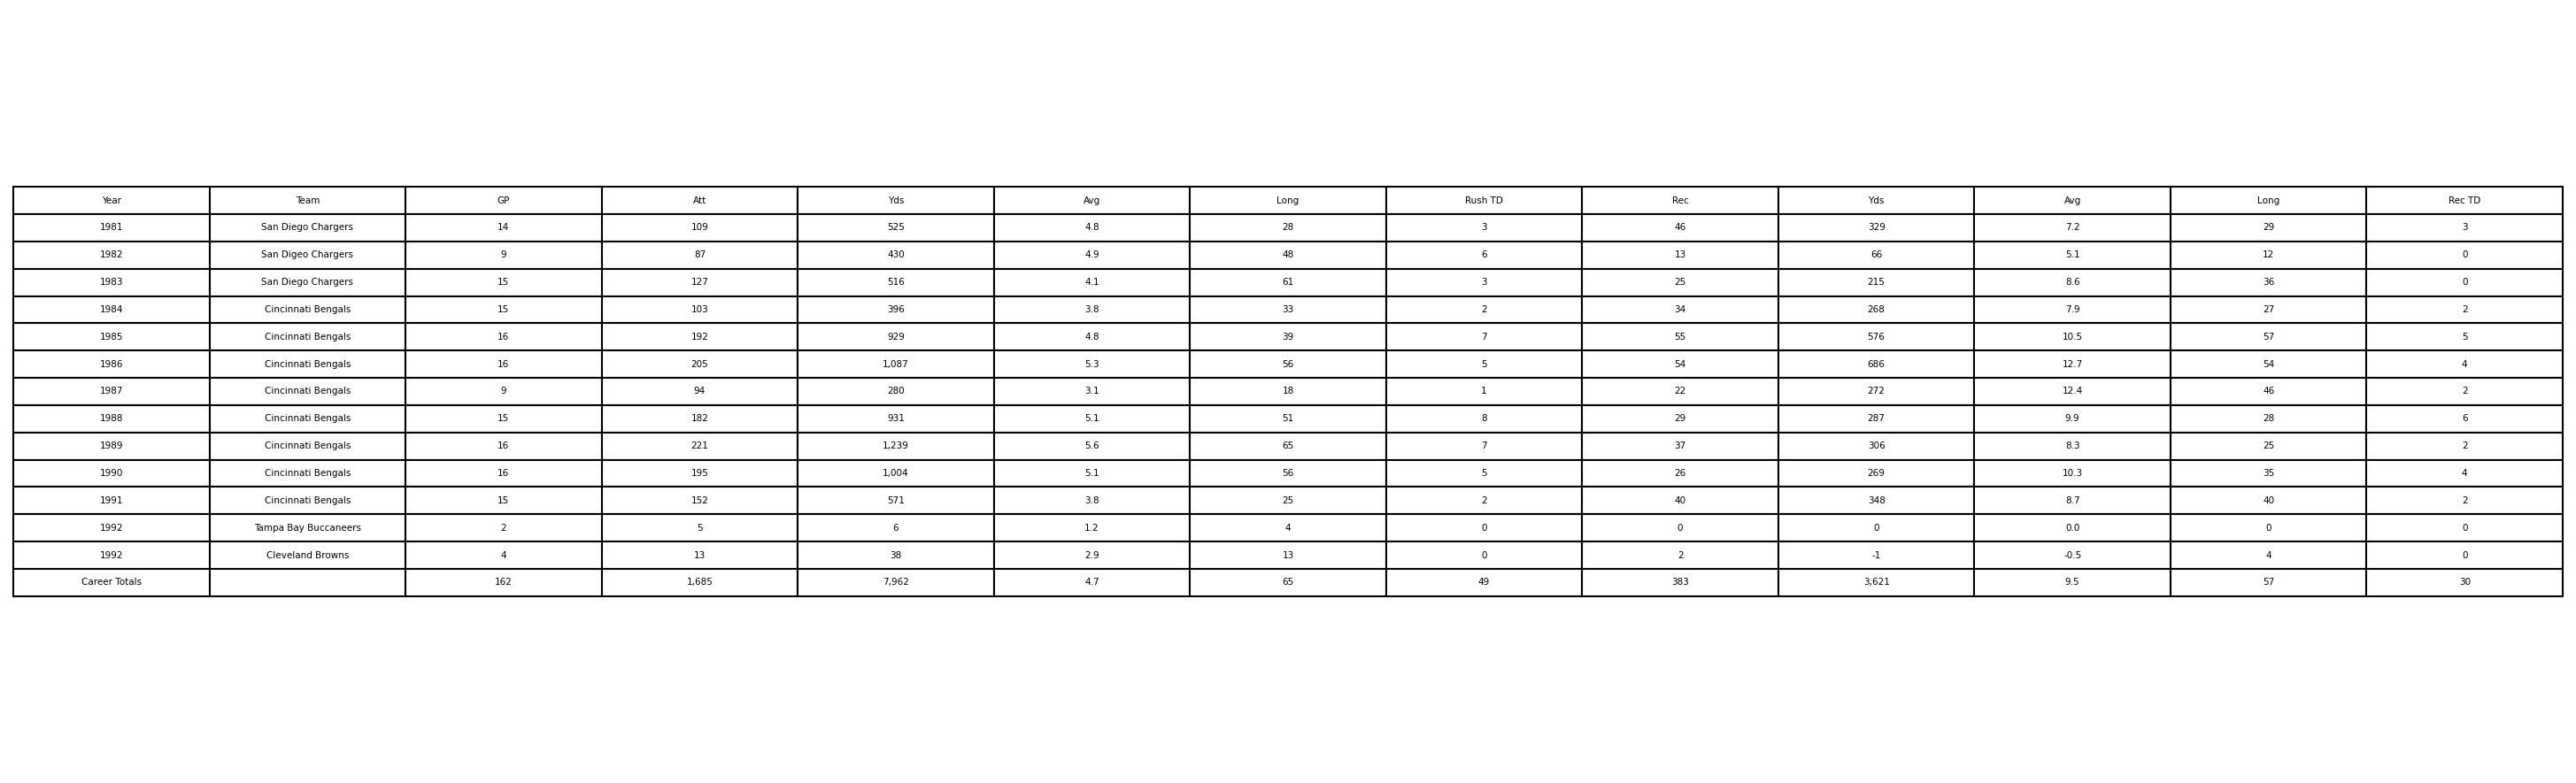 Year Team GP Att Yds Avg Long Rush TD Rec Yds Avg Long Rec TD
1981 San Diego Chargers 14 109 525 4.8 28 3 46 329 7.2 29 3
1982 San Digeo Chargers 9 87 430 4.9 48 6 13 66 5.1 12 0
1983 San Diego Chargers 15 127 516 4.1 61 3 25 215 8.6 36 0
1984 Cincinnati Bengals 15 103 396 3.8 33 2 34 268 7.9 27 2
1985 Cincinnati Bengals 16 192 929 4.8 39 7 55 576 10.5 57 5
1986 Cincinnati Bengals 16 205 1,087 5.3 56 5 54 686 12.7 54 4
1987 Cincinnati Bengals 9 94 280 3.1 18 1 22 272 12.4 46 2
1988 Cincinnati Bengals 15 182 931 5.1 51 8 29 287 9.9 28 6
1989 Cincinnati Bengals 16 221 1,239 5.6 65 7 37 306 8.3 25 2
1990 Cincinnati Bengals 16 195 1,004 5.1 56 5 26 269 10.3 35 4
1991 Cincinnati Bengals 15 152 571 3.8 25 2 40 348 8.7 40 2
1992 Tampa Bay Buccaneers 2 5 6 1.2 4 0 0 0 0.0 0 0
1992 Cleveland Browns 4 13 38 2.9 13 0 2 -1 -0.5 4 0
Career Totals 162 1,685 7,962 4.7 65 49 383 3,621 9.5 57 30